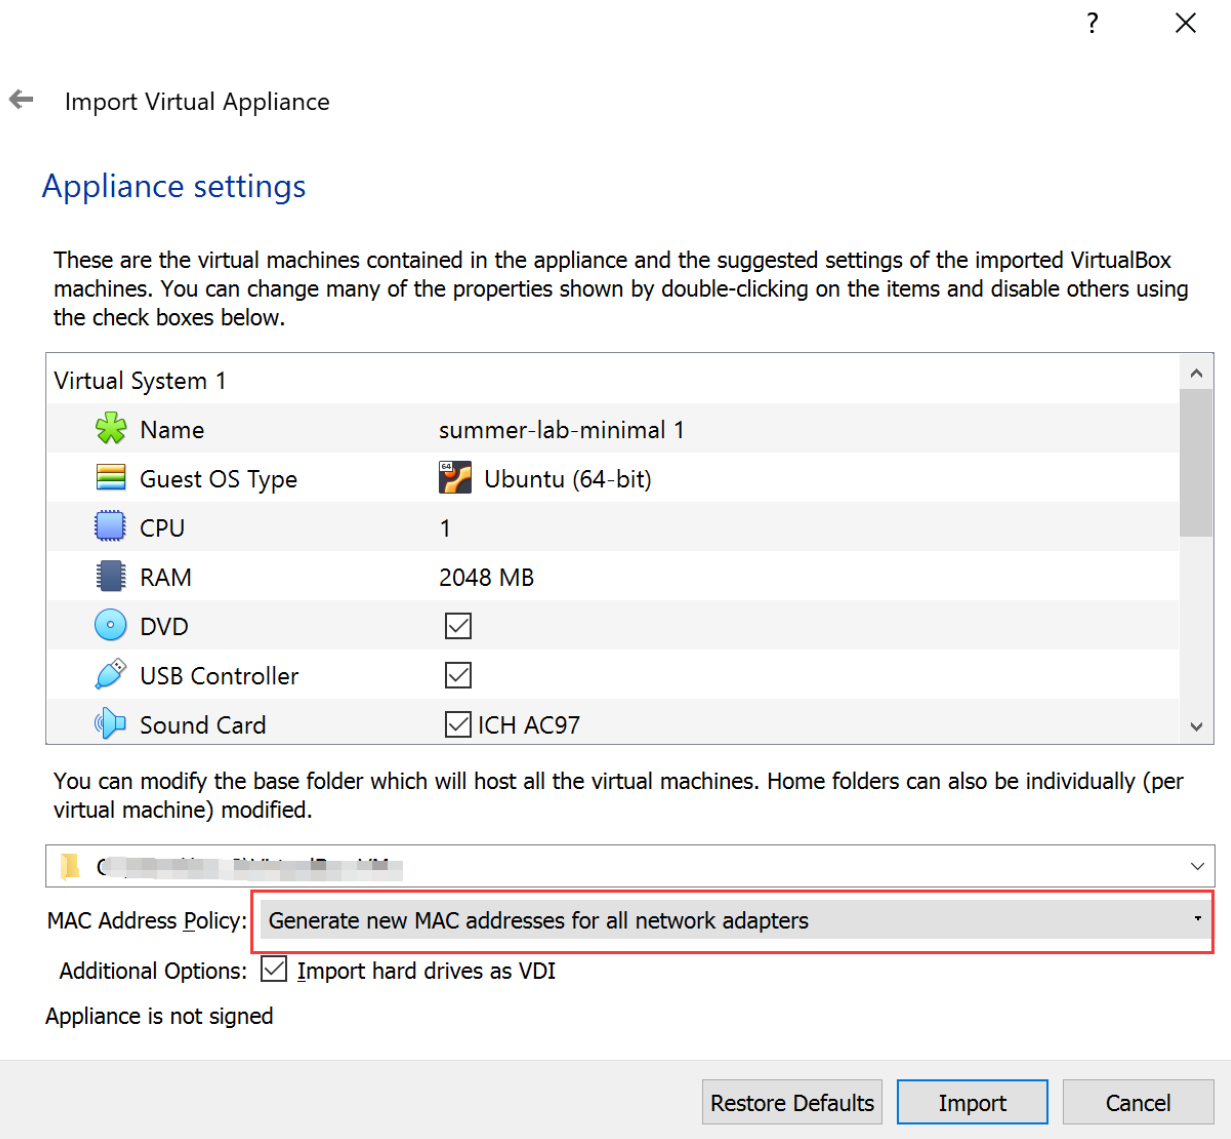 ?
Import Virtual Appliance
Appliance settings
These are the virtual machines contained in the appliance and the suggested settings of the imported VirtualBox
machines. You can change many of the properties shown by double-clicking on the items and disable others using
the check boxes below.
Virtual System 1
Name summer-lab-minimal 1
Guest OS Type 64 Ubuntu (64-bit)
CPU 1
RAM 2048 MB
DVD
USB Controller
Sound Card ICH AC97
You can modify the base folder which will host all the virtual machines. Home folders can also be individually (per
virtual machine) modified.
MAC Address Policy: Generate new MAC addresses for all network adapters
Additional Options: Import hard drives as VDI
Appliance is not signed
Restore Defaults Import Cancel